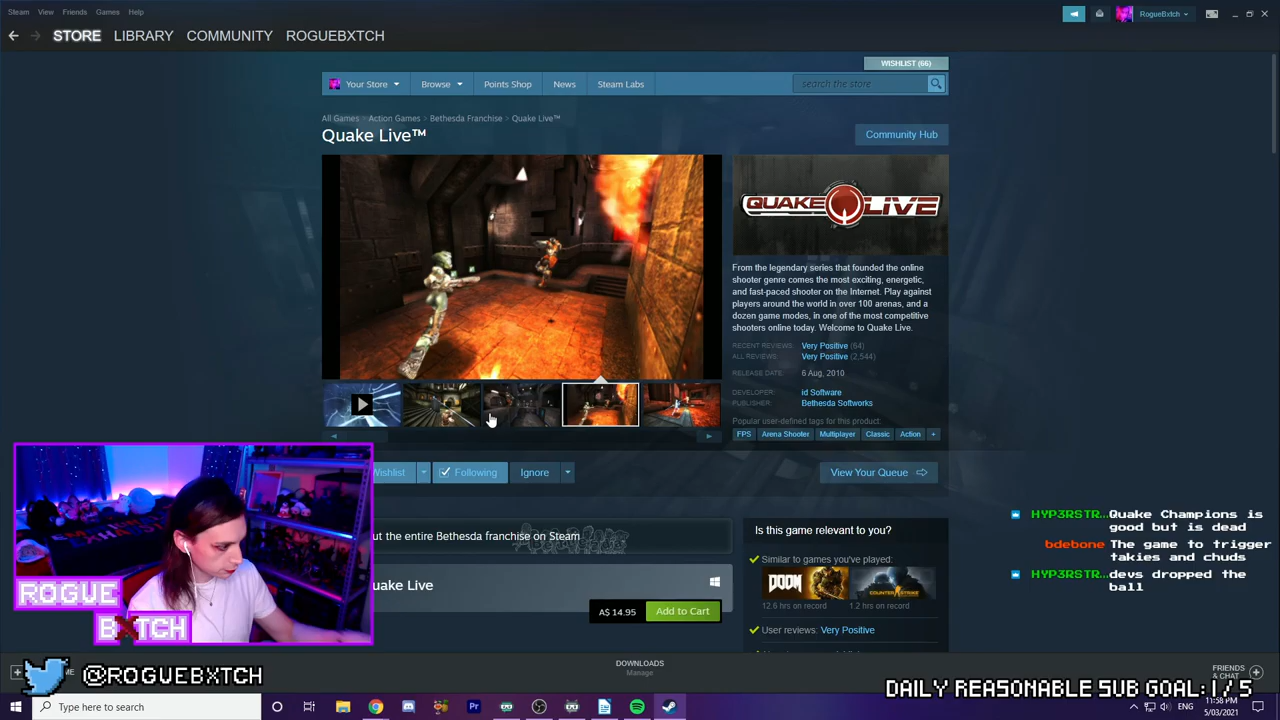 Steam View Friends Games Help
RogueBxtch
STORE LIBRARY COMMUNITY ROGUEBXTCH
WISHLIST (66)
Your Store Browse Points Shop News Steam Labs search the store
All Games > Action Games > Bethesda Franchise > Quake Live™
Quake Live™
Community Hub
QUAKE LIVE
From the legendary series that founded the online
shooter genre comes the most exciting, energetic,
and fast-paced shooter on the Internet. Play against
players around the world in over 100 arenas, and a
dozen game modes, in one of the most competitive
shooters online today. Welcome to Quake Live.
RECENT REVIEWS: Very Positive (64)
ALL REVIEWS: Very Positive (2,544)
RELEASE DATE: 6 Aug, 2010
DEVELOPER: id Software
PUBLISHER: Bethesda Softworks
Popular user-defined tags for this product:
FPS Arena Shooter Multiplayer Classic Action +
Wishlist Following Ignore
View Your Queue
ut the entire Bethesda franchise on Steam
Is this game relevant to you?
Similar to games you've played:
DOOM COUNTER STRIKE
12.6 hrs on record 1.2 hrs on record
User reviews: Very Positive
uake Live
A$ 14.95 Add to Cart
HYP3RSTR... Quake Champions is
good but is dead
bdebone The game to trigger
takies and chuds
HYP3RSTR... devs dropped the
ball
ROGUE
BXTCH
@ROGUEBXTCH
DOWNLOADS
Manage
FRIENDS
& CHAT
DAILY REASONABLE SUB GOAL: 1 / 5
Type here to search
ENG
11:58 PM
5/03/2021